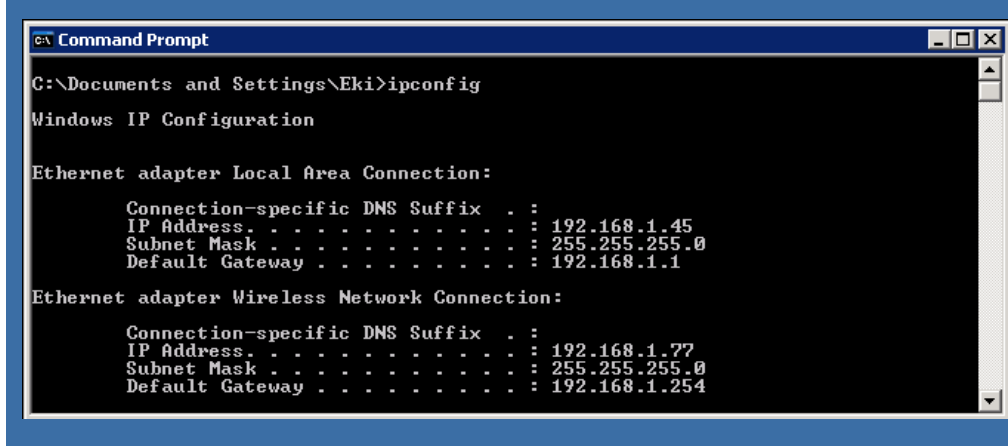 Command Prompt
C:\Documents and Settings\Eki>ipconfig
Windows IP Configuration
Ethernet adapter Local Area Connection:
Connection-specific DNS Suffix . :
IP Address. . . . . . . . . . . . : 192.168.1.45
Subnet Mask . . . . . . . . . . . : 255.255.255.0
Default Gateway . . . . . . . . . : 192.168.1.1
Ethernet adapter Wireless Network Connection:
Connection-specific DNS Suffix . :
IP Address. . . . . . . . . . . . : 192.168.1.77
Subnet Mask . . . . . . . . . . . : 255.255.255.0
Default Gateway . . . . . . . . . : 192.168.1.254